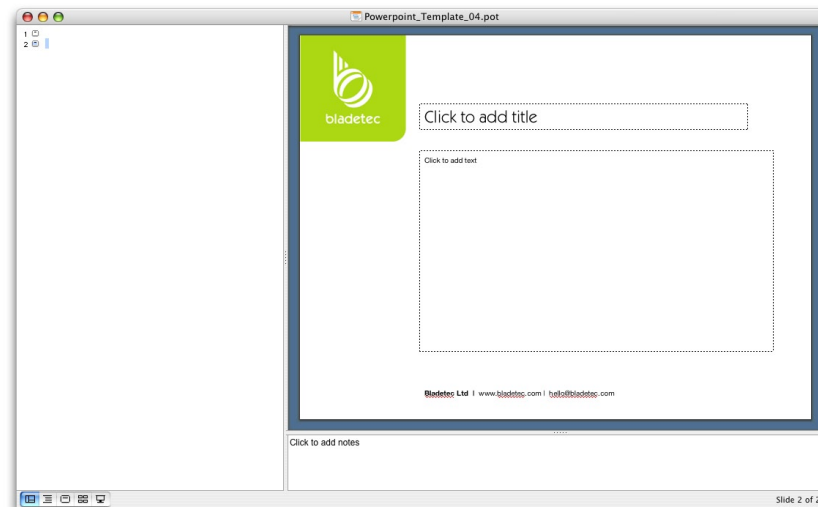 Powerpoint_Template_04.pot
1
2
bladetec
Click to add title
Click to add text
Bladetec Ltd | www.bladetec.com | hello@bladetec.com
Click to add notes
Slide 2 of 2